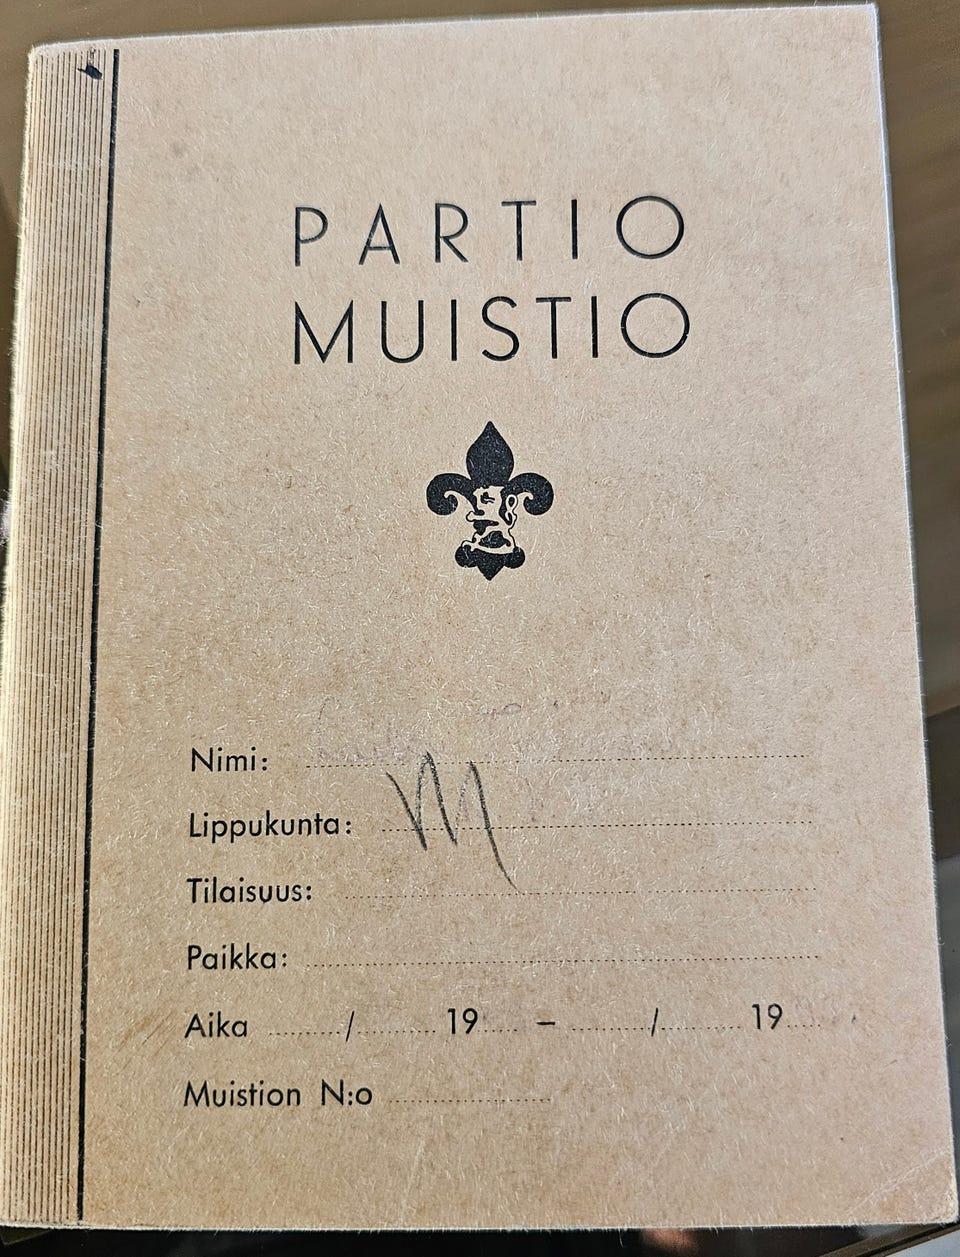 PARTIO
MUISTIO
Nimi:
Lippukunta:
Tilaisuus:
Paikka:
Aika ......../........ 19 .... – ......../........ 19 ....
Muistion N:o